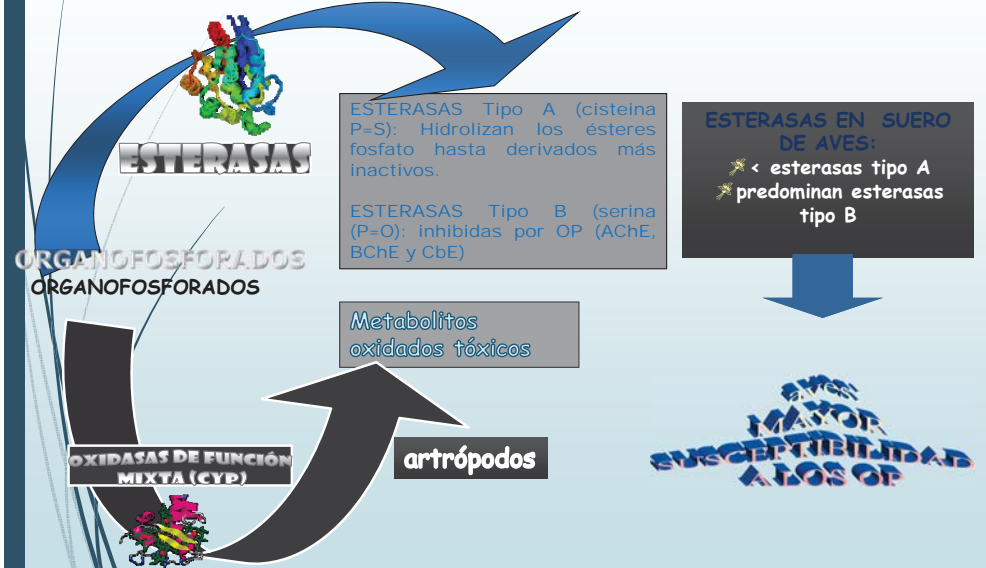 ESTERASAS
ORGANOFOSFORADOS
ORGANOFOSFORADOS
ESTERASAS Tipo A (cisteina
P=S): Hidrolizan los ésteres
fosfato hasta derivados más
inactivos.
ESTERASAS Tipo B (serina
(P=O): inhibidas por OP (AChE,
BChE y CbE)
Metabolitos
oxidados tóxicos
OXIDASAS DE FUNCIÓN
MIXTA (CYP)
artrópodos
ESTERASAS EN SUERO
DE AVES:
< esterasas tipo A
predominan esterasas
tipo B
aves:
MAYOR
SUSCEPTIBILIDAD
A LOS OP